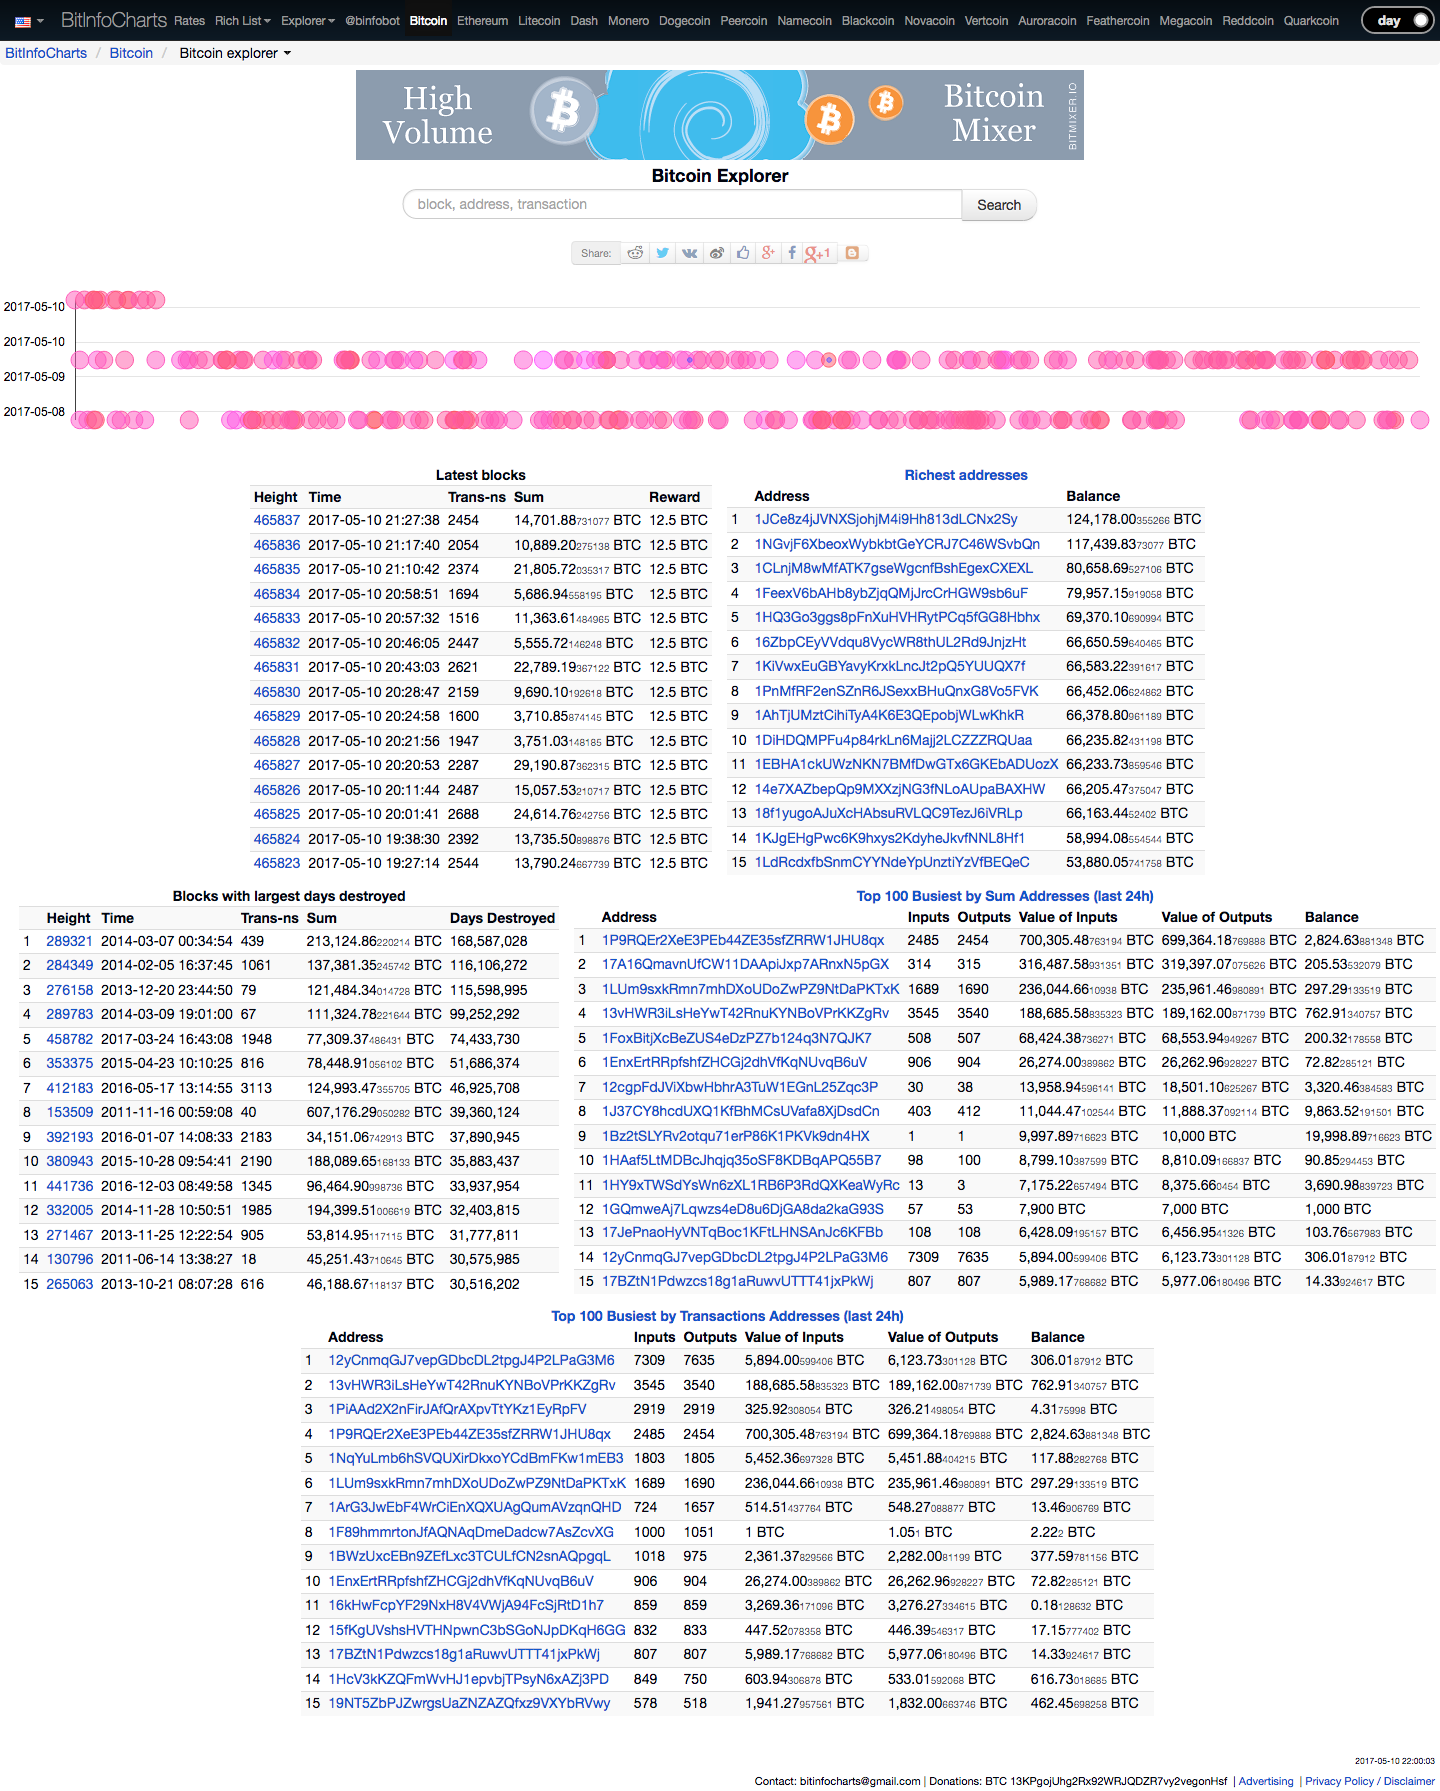 BitInfoCharts Rates Rich List Explorer @binfobot Bitcoin Ethereum Litecoin Dash Monero Dogecoin Peercoin Namecoin Blackcoin Novacoin Vertcoin Auroracoin Feathercoin Megacoin Reddcoin Quarkcoin day
BitInfoCharts / Bitcoin / Bitcoin explorer
High Volume
Bitcoin Mixer
BITMIXER.IO
Bitcoin Explorer
block, address, transaction Search
Share: g+1
2017-05-10
2017-05-10
2017-05-09
2017-05-08
Latest blocks
Height Time Trans-ns Sum Reward
465837 2017-05-10 21:27:38 2454 14,701.88731077 BTC 12.5 BTC
465836 2017-05-10 21:17:40 2054 10,889.20275138 BTC 12.5 BTC
465835 2017-05-10 21:10:42 2374 21,805.72035317 BTC 12.5 BTC
465834 2017-05-10 20:58:51 1694 5,686.94558195 BTC 12.5 BTC
465833 2017-05-10 20:57:32 1516 11,363.61484965 BTC 12.5 BTC
465832 2017-05-10 20:46:05 2447 5,555.72146248 BTC 12.5 BTC
465831 2017-05-10 20:43:03 2621 22,789.19367122 BTC 12.5 BTC
465830 2017-05-10 20:28:47 2159 9,690.10192618 BTC 12.5 BTC
465829 2017-05-10 20:24:58 1600 3,710.85874145 BTC 12.5 BTC
465828 2017-05-10 20:21:56 1947 3,751.03148185 BTC 12.5 BTC
465827 2017-05-10 20:20:53 2287 29,190.87362315 BTC 12.5 BTC
465826 2017-05-10 20:11:44 2487 15,057.53210717 BTC 12.5 BTC
465825 2017-05-10 20:01:41 2688 24,614.76242756 BTC 12.5 BTC
465824 2017-05-10 19:38:30 2392 13,735.50898876 BTC 12.5 BTC
465823 2017-05-10 19:27:14 2544 13,790.24667739 BTC 12.5 BTC
Richest addresses
Address Balance
1 1JCe8z4jJVNXSjohjM4i9Hh813dLCNx2Sy 124,178.00355266 BTC
2 1NGvjF6XbeoxWybkbtGeYCRJ7C46WSvbQn 117,439.8373077 BTC
3 1CLnjM8wMfATK7gseWgcnfBshEgexCXEXL 80,658.69527106 BTC
4 1FeexV6bAHb8ybZjqQMjJrcCrHGW9sb6uF 79,957.15919058 BTC
5 1HQ3Go3ggs8pFnXuHVHRytPCq5fGG8Hbhx 69,370.10690994 BTC
6 16ZbpCEyVVdqu8VycWR8thUL2Rd9JnjzHt 66,650.59640465 BTC
7 1KiVwxEuGBYavyKrxkLncJt2pQ5YUUQX7f 66,583.22391617 BTC
8 1PnMfRF2enSZnR6JSexxBHuQnxG8Vo5FVK 66,452.06624862 BTC
9 1AhTjUMztCihiTyA4K6E3QEpobjWLwKhkR 66,378.80961189 BTC
10 1DiHDQMPFu4p84rkLn6Majj2LCZZZRQUaa 66,235.82431198 BTC
11 1EBHA1ckUWzNKN7BMfDwGTx6GKEbADUozX 66,233.73859546 BTC
12 14e7XAZbepQp9MXXzjNG3fNLoAUpaBAXHW 66,205.47375047 BTC
13 18f1yugoAJuXcHAbsuRVLQC9TezJ6iVRLp 66,163.4452402 BTC
14 1KJgEHgPwc6K9hxys2KdyheJkvfNNL8Hf1 58,994.08554544 BTC
15 1LdRcdxfbSnmCYYNdeYpUnztiYzVfBEQeC 53,880.05741758 BTC
Blocks with largest days destroyed
Height Time Trans-ns Sum Days Destroyed
1 289321 2014-03-07 00:34:54 439 213,124.86220214 BTC 168,587,028
2 284349 2014-02-05 16:37:45 1061 137,381.35245742 BTC 116,106,272
3 276158 2013-12-20 23:44:50 79 121,484.34014728 BTC 115,598,995
4 289783 2014-03-09 19:01:00 67 111,324.78221644 BTC 99,252,292
5 458782 2017-03-24 16:43:08 1948 77,309.37486431 BTC 74,433,730
6 353375 2015-04-23 10:10:25 816 78,448.91056102 BTC 51,686,374
7 412183 2016-05-17 13:14:55 3113 124,993.47355705 BTC 46,925,708
8 153509 2011-11-16 00:59:08 40 607,176.29050282 BTC 39,360,124
9 392193 2016-01-07 14:08:33 2183 34,151.06742913 BTC 37,890,945
10 380943 2015-10-28 09:54:41 2190 188,089.65168133 BTC 35,883,437
11 441736 2016-12-03 08:49:58 1345 96,464.90998736 BTC 33,937,954
12 332005 2014-11-28 10:50:51 1985 194,399.51006619 BTC 32,403,815
13 271467 2013-11-25 12:22:54 905 53,814.95117115 BTC 31,777,811
14 130796 2011-06-14 13:38:27 18 45,251.43710645 BTC 30,575,985
15 265063 2013-10-21 08:07:28 616 46,188.67118137 BTC 30,516,202
Top 100 Busiest by Sum Addresses (last 24h)
Address Inputs Outputs Value of Inputs Value of Outputs Balance
1 1P9RQEr2XeE3PEb44ZE35sfZRRW1JHU8qx 2485 2454 700,305.48763194 BTC 699,364.18769888 BTC 2,824.63881348 BTC
2 17A16QmavnUfCW11DAApiJxp7ARnxN5pGX 314 315 316,487.58931351 BTC 319,397.07075626 BTC 205.53532079 BTC
3 1LUm9sxkRmn7mhDXoUDoZwPZ9NtDaPKTxK 1689 1690 236,044.6610938 BTC 235,961.46980891 BTC 297.29133519 BTC
4 13vHWR3iLsHeYwT42RnuKYNBoVPrKKZgRv 3545 3540 188,685.58835323 BTC 189,162.00871739 BTC 762.91340757 BTC
5 1FoxBitjXcBeZUS4eDzPZ7b124q3N7QJK7 508 507 68,424.38736271 BTC 68,553.94949267 BTC 200.32178558 BTC
6 1EnxErtRRpfshfZHCGj2dhVfKqNUvqB6uV 906 904 26,274.00389862 BTC 26,262.96928227 BTC 72.82285121 BTC
7 12cgpFdJViXbwHbhrA3TuW1EGnL25Zqc3P 30 38 13,958.94596141 BTC 18,501.10625267 BTC 3,320.46384583 BTC
8 1J37CY8hcdUXQ1KfBhMCsUVafa8XjDsdCn 403 412 11,044.47102544 BTC 11,888.37092114 BTC 9,863.52191501 BTC
9 1Bz2tSLYRv2otqu71erP86K1PKVk9dn4HX 1 1 9,997.89716623 BTC 10,000 BTC 19,998.89716623 BTC
10 1HAaf5LtMDBcJhqjq35oSF8KDBqAPQ55B7 98 100 8,799.10387599 BTC 8,810.09166837 BTC 90.85294453 BTC
11 1HY9xTWSdYsWn6zXL1RB6P3RdQXKeaWyRc 13 3 7,175.22657494 BTC 8,375.660454 BTC 3,690.98839723 BTC
12 1GQmweAj7Lqwzs4eD8u6DjGA8da2kaG93S 57 53 7,900 BTC 7,000 BTC 1,000 BTC
13 17JePnaoHyVNTqBoc1KFtLHNSAnJc6KFBb 108 108 6,428.09195157 BTC 6,456.9541326 BTC 103.76567983 BTC
14 12yCnmqGJ7vepGDbcDL2tpgJ4P2LPaG3M6 7309 7635 5,894.00599406 BTC 6,123.73301128 BTC 306.0187912 BTC
15 17BZtN1Pdwzcs18g1aRuwvUTTT41jxPkWj 807 807 5,989.17768682 BTC 5,977.06180496 BTC 14.33924617 BTC
Top 100 Busiest by Transactions Addresses (last 24h)
Address Inputs Outputs Value of Inputs Value of Outputs Balance
1 12yCnmqGJ7vepGDbcDL2tpgJ4P2LPaG3M6 7309 7635 5,894.00599406 BTC 6,123.73301128 BTC 306.0187912 BTC
2 13vHWR3iLsHeYwT42RnuKYNBoVPrKKZgRv 3545 3540 188,685.58835323 BTC 189,162.00871739 BTC 762.91340757 BTC
3 1PiAAd2X2nFirJAfQrAXpvTtYKz1EyRpFV 2919 2919 325.92308054 BTC 326.21498054 BTC 4.3175998 BTC
4 1P9RQEr2XeE3PEb44ZE35sfZRRW1JHU8qx 2485 2454 700,305.48763194 BTC 699,364.18769888 BTC 2,824.63881348 BTC
5 1NqYuLmb6hSVQUXirDkxoYCdBmFKw1mEB3 1803 1805 5,452.36697328 BTC 5,451.88404215 BTC 117.88282768 BTC
6 1LUm9sxkRmn7mhDXoUDoZwPZ9NtDaPKTxK 1689 1690 236,044.6610938 BTC 235,961.46980891 BTC 297.29133519 BTC
7 1ArG3JwEbF4WrCiEnXQXUAgQumAVzqnQHD 724 1657 514.51437764 BTC 548.27088877 BTC 13.46906769 BTC
8 1F89hmmrtonJfAQNAqDmeDadcw7AsZcvXG 1000 1051 1 BTC 1.051 BTC 2.222 BTC
9 1BWzUxcEBn9ZEfLxc3TCULfCN2snAQpgqL 1018 975 2,361.37829566 BTC 2,282.0081199 BTC 377.59781156 BTC
10 1EnxErtRRpfshfZHCGj2dhVfKqNUvqB6uV 906 904 26,274.00389862 BTC 26,262.96928227 BTC 72.82285121 BTC
11 16kHwFcpYF29NxH8V4VWjA94FcSjRtD1h7 859 859 3,269.36171096 BTC 3,276.27334615 BTC 0.18128632 BTC
12 15fKgUVshsHVTHNpwnC3bSGoNJpDKqH6GG 832 833 447.52078358 BTC 446.39546317 BTC 17.15777402 BTC
13 17BZtN1Pdwzcs18g1aRuwvUTTT41jxPkWj 807 807 5,989.17768682 BTC 5,977.06180496 BTC 14.33924617 BTC
14 1HcV3kKZQFmWvHJ1epvbjTPsyN6xAZj3PD 849 750 603.94306878 BTC 533.01592068 BTC 616.73018685 BTC
15 19NT5ZbPJZwrgsUaZNZAZQfxz9VXYbRVwy 578 518 1,941.27957561 BTC 1,832.00663746 BTC 462.45698258 BTC
2017-05-10 22:00:03
Contact: bitinfocharts@gmail.com | Donations: BTC 13KPgojUhg2Rx92WRJQDZR7vy2vegonHsf | Advertising | Privacy Policy / Disclaimer